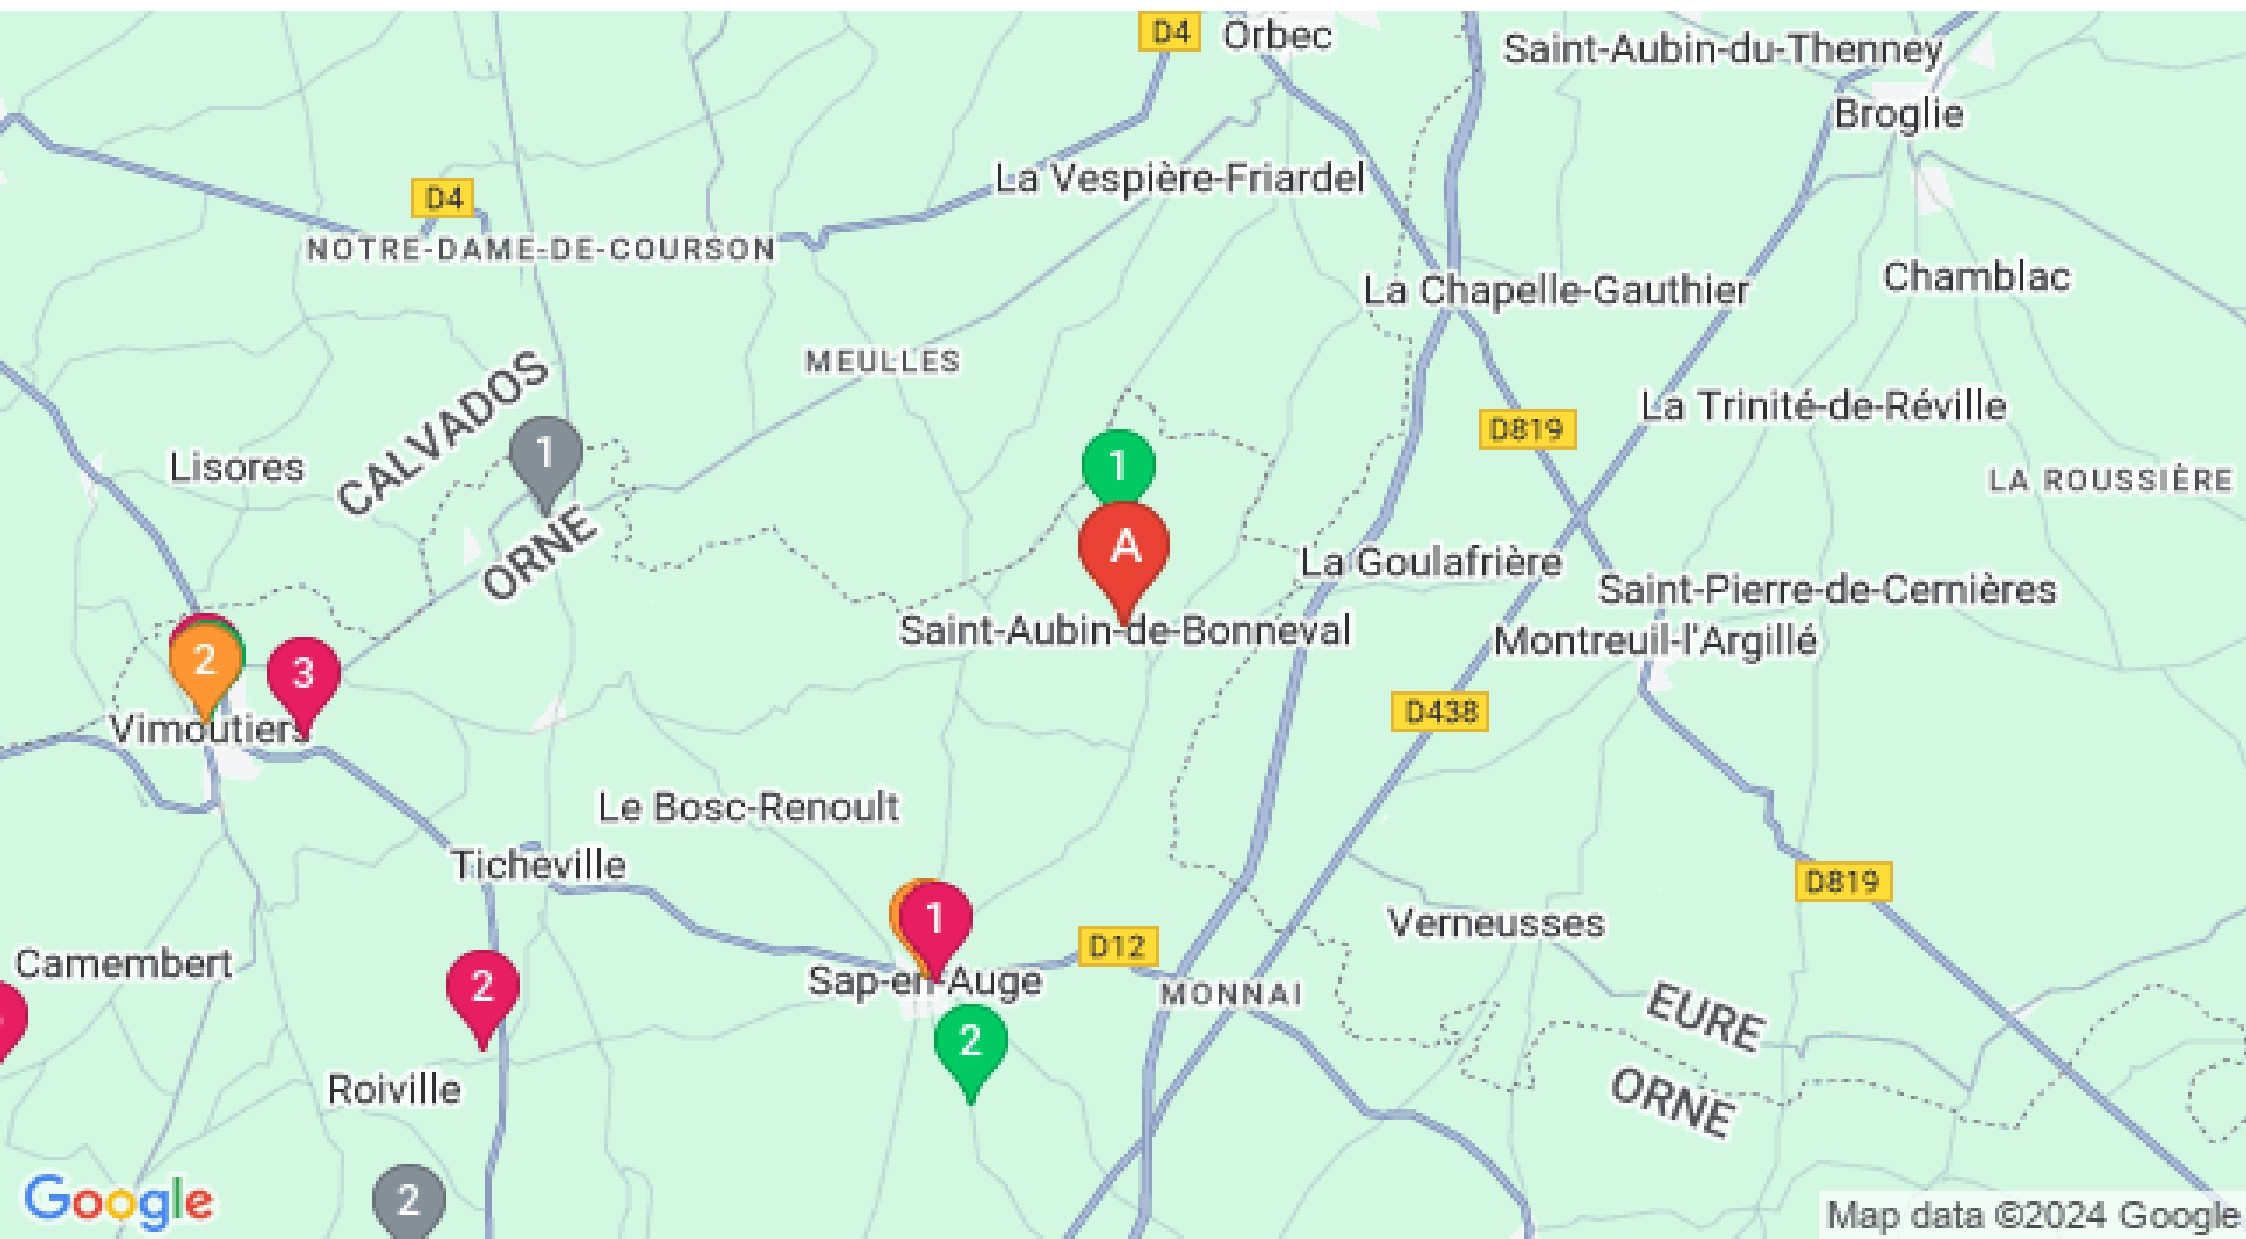 D4
Orbec
Saint-Aubin-du-Thenney
Broglie
La Vespière-Friardel
D4
NOTRE-DAME-DE-COURSON
Chamblac
La Chapelle-Gauthier
MEULLES
CALVADOS
La Trinité-de-Réville
D819
1
1
Lisores
LA ROUSSIÈRE
A
ORNE
La Goulafrière
Saint-Pierre-de-Cernières
Saint-Aubin-de-Bonneval
Montreuil-l'Argillé
2
3
D438
Vimoutiers
Le Bosc-Renoult
Ticheville
D819
1
Verneusses
D12
Camembert
Sap-en-Auge
2
MONNAI
EURE
2
Roiville
ORNE
2
Google
Map data ©2024 Google